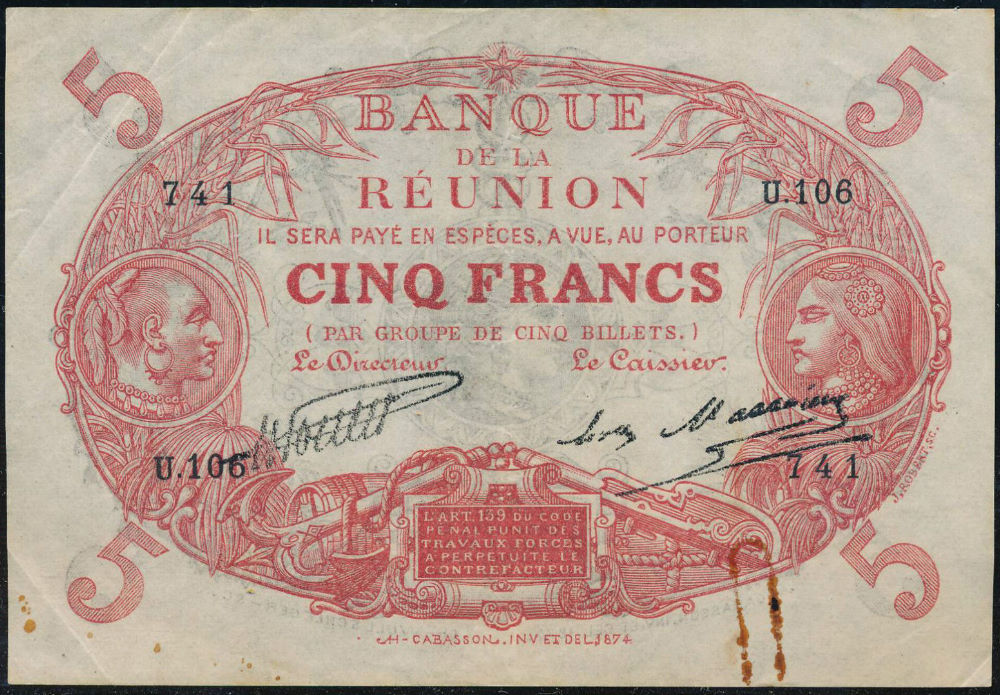 5 5
BANQUE
DE LA
741 RÉUNION U.106
IL SERA PAYÉ EN ESPÈCES, A VUE, AU PORTEUR
CINQ FRANCS
( PAR GROUPE DE CINQ BILLETS. )
Le Directeur Le Caissier.
U.106 741
J. ROBERT, SC.
L'ART. 139 DU CODE
PÉNAL PUNIT DES
TRAVAUX FORCÉS
A PERPÉTUITÉ LE
CONTREFACTEUR
5 5
H-CABASSON. INV ET DEL, 1874